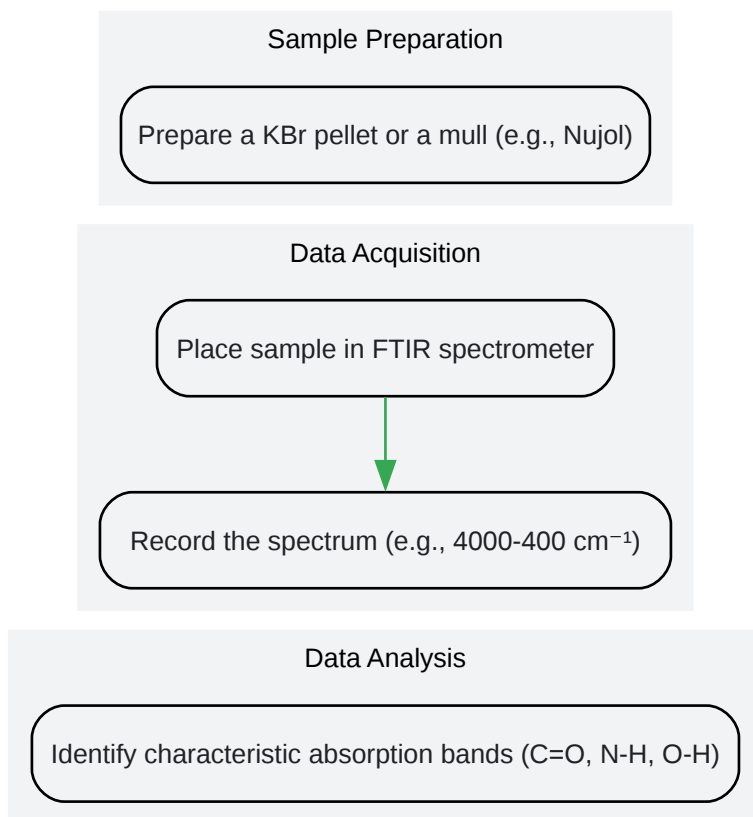 Sample Preparation
Prepare a KBr pellet or a mull (e.g., Nujol)
Data Acquisition
Place sample in FTIR spectrometer
Record the spectrum (e.g., 4000-400 cm⁻¹)
Data Analysis
Identify characteristic absorption bands (C=O, N-H, O-H)